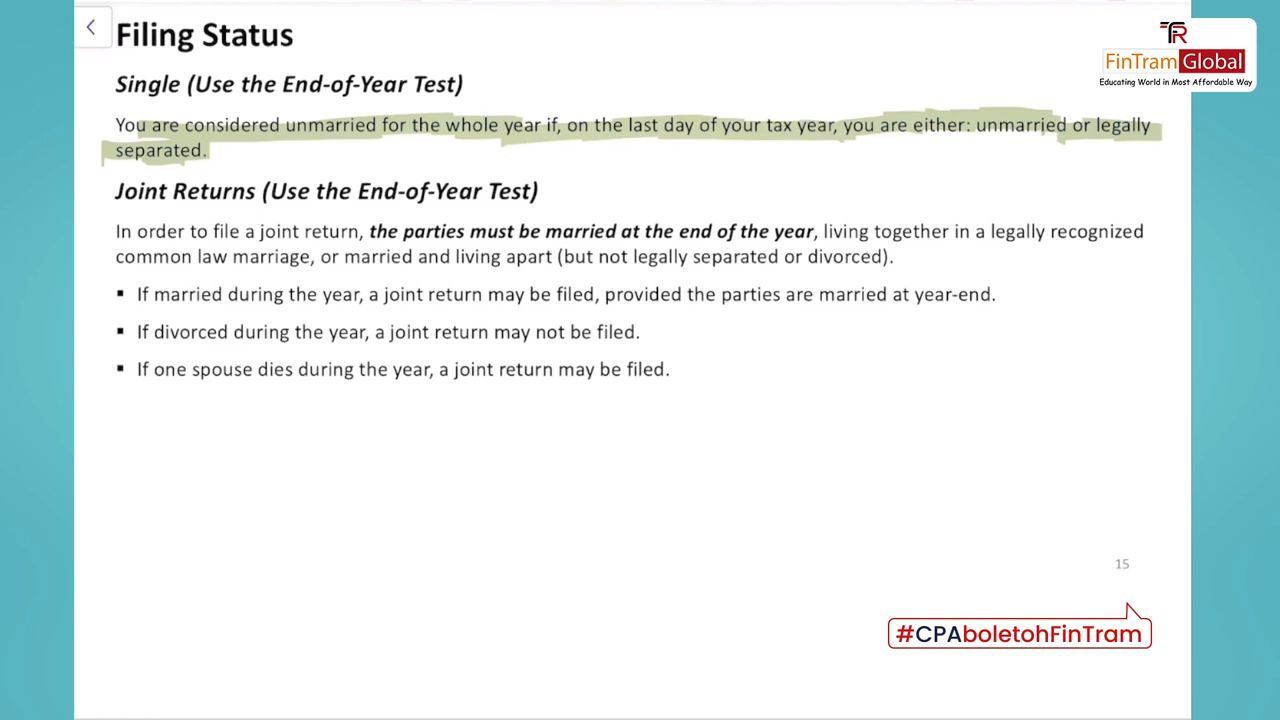 Filing Status
FinTram Global
Educating World in Most Affordable Way
Single (Use the End-of-Year Test)
You are considered unmarried for the whole year if, on the last day of your tax year, you are either: unmarried or legally
separated.
Joint Returns (Use the End-of-Year Test)
In order to file a joint return, the parties must be married at the end of the year, living together in a legally recognized
common law marriage, or married and living apart (but not legally separated or divorced).
▪ If married during the year, a joint return may be filed, provided the parties are married at year-end.
▪ If divorced during the year, a joint return may not be filed.
▪ If one spouse dies during the year, a joint return may be filed.
15
#CPAboletohFinTram